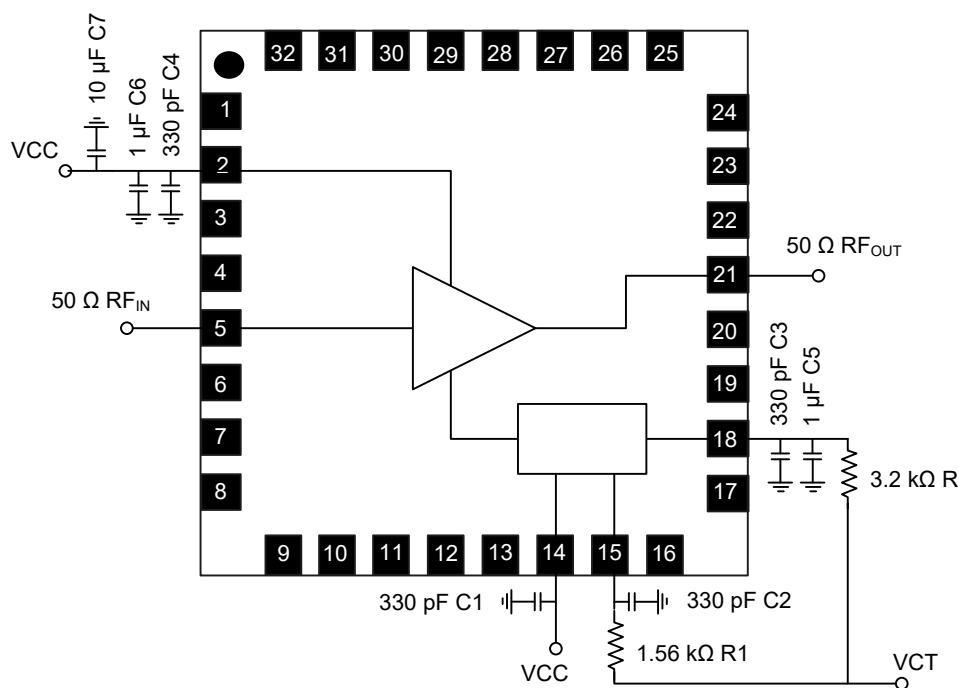 10 µF C7
1 µF C6
330 pF C4
32 31 30 29 28 27 26 25
1
24
VCC
2
23
3
22
4
21
50 Ω RF_OUT
50 Ω RF_IN
5
20
330 pF C3
1 µF C5
6
19
7
18
3.2 kΩ R
8
17
9 10 11 12 13 14 15 16
330 pF C1
330 pF C2
1.56 kΩ R1
VCC
VCT